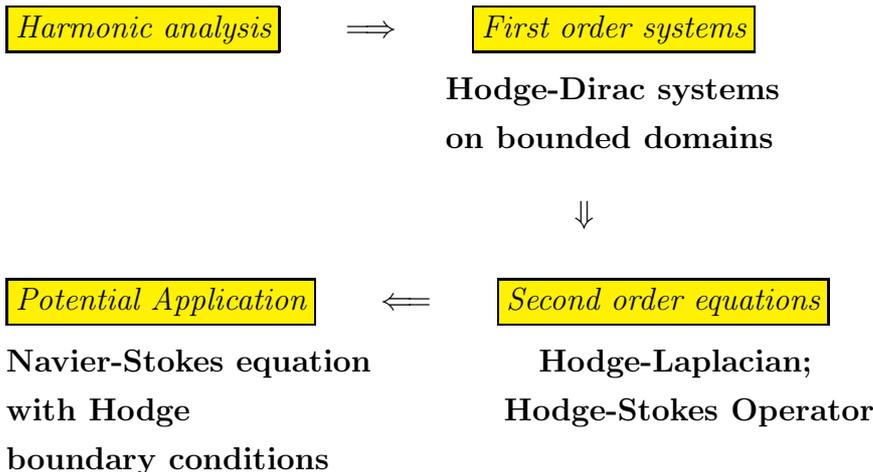 Harmonic analysis ⟹ First order systems
Hodge-Dirac systems
on bounded domains
⇓
Potential Application ⟸ Second order equations
Navier-Stokes equation Hodge-Laplacian;
with Hodge Hodge-Stokes Operator
boundary conditions